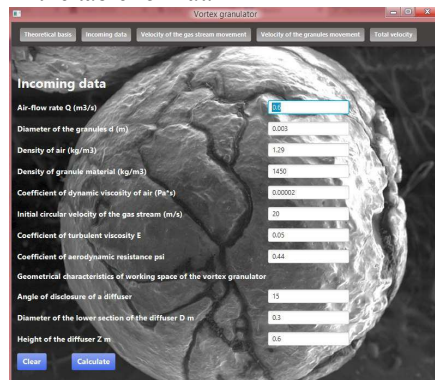 Vortex granulator
Theoretical basis Incoming data Velocity of the gas stream movement Velocity of the granules movement Total velocity
Incoming data
Air-flow rate Q (m3/s)
Diameter of the granules d (m) 0.003
Density of air (kg/m3) 1.29
Density of granule material (kg/m3) 1450
Coefficient of dynamic viscosity of air (Pa*s) 0.00002
Initial circular velocity of the gas stream (m/s) 20
Coefficient of turbulent viscosity E 0.05
Coefficient of aerodynamic resistance psi 0.44
Geometrical characteristics of working space of the vortex granulator
Angle of disclosure of a diffuser 15
Diameter of the lower section of the diffuser D m 0.3
Height of the diffuser Z m 0.6
Clear Calculate